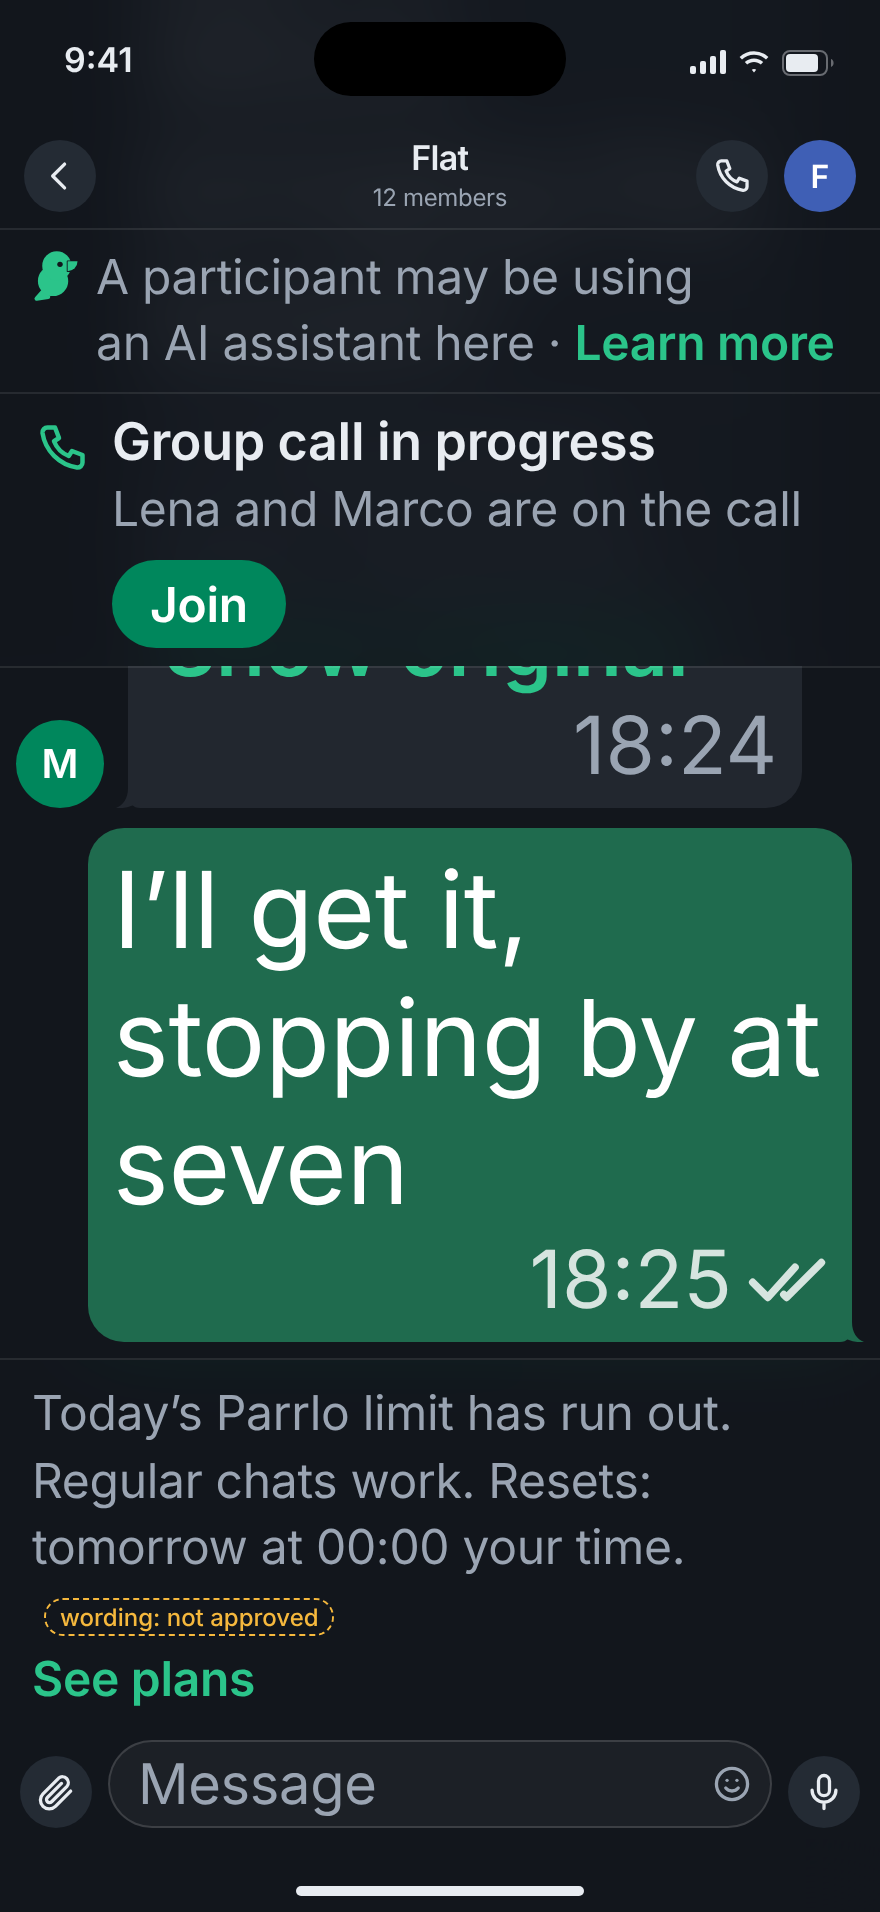 9:41
Flat
12 members
F
A participant may be using
an AI assistant here · Learn more
Group call in progress
Lena and Marco are on the call
Join
Show original
18:24
M
I’ll get it,
stopping by at
seven
18:25
Today’s Parrlo limit has run out.
Regular chats work. Resets:
tomorrow at 00:00 your time.
wording: not approved
See plans
Message